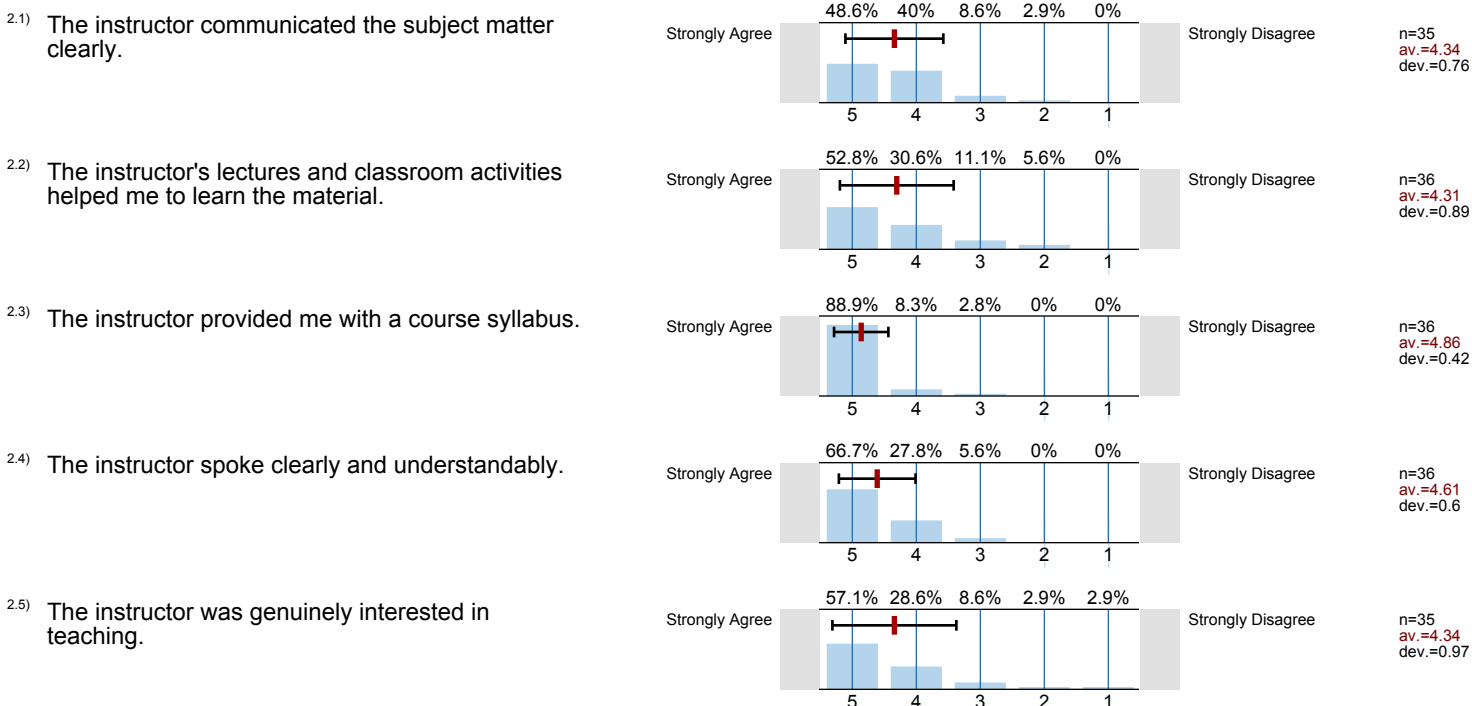 2.1) The instructor communicated the subject matter
clearly.
48.6% 40% 8.6% 2.9% 0%
Strongly Agree
Strongly Disagree
5 4 3 2 1
n=35
av.=4.34
dev.=0.76
2.2) The instructor's lectures and classroom activities
helped me to learn the material.
52.8% 30.6% 11.1% 5.6% 0%
Strongly Agree
Strongly Disagree
5 4 3 2 1
n=36
av.=4.31
dev.=0.89
2.3) The instructor provided me with a course syllabus.
88.9% 8.3% 2.8% 0% 0%
Strongly Agree
Strongly Disagree
5 4 3 2 1
n=36
av.=4.86
dev.=0.42
2.4) The instructor spoke clearly and understandably.
66.7% 27.8% 5.6% 0% 0%
Strongly Agree
Strongly Disagree
5 4 3 2 1
n=36
av.=4.61
dev.=0.6
2.5) The instructor was genuinely interested in
teaching.
57.1% 28.6% 8.6% 2.9% 2.9%
Strongly Agree
Strongly Disagree
5 4 3 2 1
n=35
av.=4.34
dev.=0.97